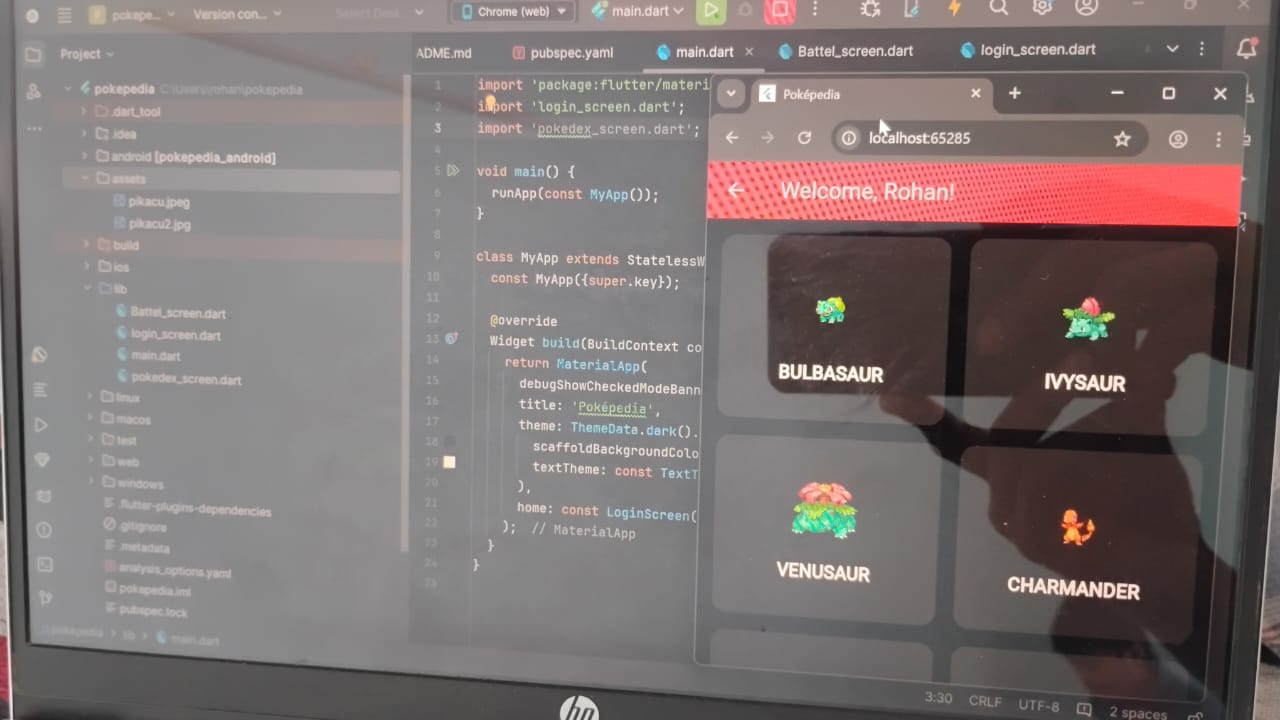 pokepe...
Version con...
Select Devi...
Chrome (web)
main.dart
Project
ADME.md
pubspec.yaml
main.dart
Battel_screen.dart
login_screen.dart
pokepedia C:\Users\rohan\pokepedia
.dart_tool
.idea
android [pokepedia_android]
assets
pikacu.jpeg
pikacu2.jpg
build
ios
lib
Battel_screen.dart
login_screen.dart
main.dart
pokedex_screen.dart
linux
macos
test
web
windows
.flutter-plugins-dependencies
.gitignore
.metadata
analysis_options.yaml
pokepedia.iml
pubspec.lock
pokepedia > lib > main.dart
1 import 'package:flutter/materi
2 import 'login_screen.dart';
3 import 'pokedex_screen.dart';
4
5 void main() {
6 runApp(const MyApp());
7 }
8
9 class MyApp extends StatelessW
10 const MyApp({super.key});
11
12 @override
13 Widget build(BuildContext co
14 return MaterialApp(
15 debugShowCheckedModeBann
16 title: 'Poképedia',
17 theme: ThemeData.dark().
18 scaffoldBackgroundColo
19 textTheme: const TextT
20 ),
21 home: const LoginScreen(
22 ); // MaterialApp
23 }
24 }
25
Poképedia
localhost:65285
Welcome, Rohan!
BULBASAUR
IVYSAUR
VENUSAUR
CHARMANDER
3:30 CRLF UTF-8 2 spaces
hp